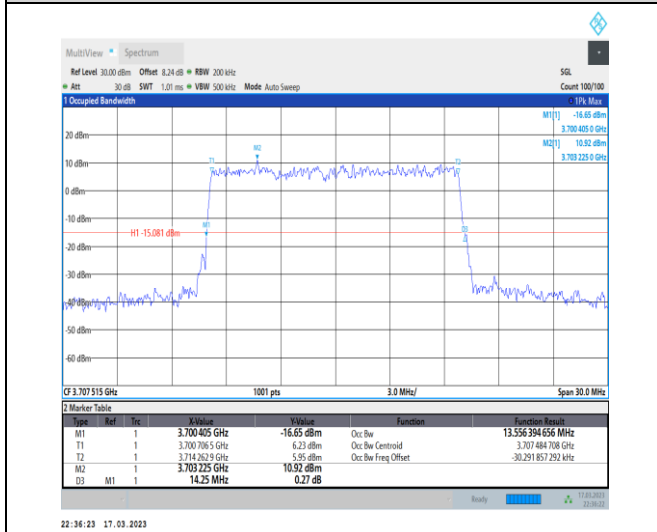 MultiView Spectrum
Ref Level 30.00 dBm Offset 8.24 dB RBW 200 kHz SGL
Att 30 dB SWT 1.01 ms VBW 500 kHz Mode Auto Sweep Count 100/100
1 Occupied Bandwidth 1Pk Max
M1[1] -16.65 dBm
3.700 405 0 GHz
M2[1] 10.92 dBm
3.703 225 0 GHz
20 dBm
M2
10 dBm
T1 T2
0 dBm
-10 dBm
M1 D3
H1 -15.081 dBm
-20 dBm
-30 dBm
-40 dBm
-50 dBm
-60 dBm
CF 3.707 515 GHz 1001 pts 3.0 MHz/ Span 30.0 MHz
2 Marker Table
Type Ref Trc X-Value Y-Value Function Function Result
M1 1 3.700 405 GHz -16.65 dBm Occ Bw 13.556 394 656 MHz
T1 1 3.700 706 5 GHz 6.23 dBm Occ Bw Centroid 3.707 484 708 GHz
T2 1 3.714 262 9 GHz 5.95 dBm Occ Bw Freq Offset -30.291 857 292 kHz
M2 1 3.703 225 GHz 10.92 dBm
D3 M1 1 14.25 MHz 0.27 dB
Ready 17.03.2023
22:36:22
22:36:23 17.03.2023